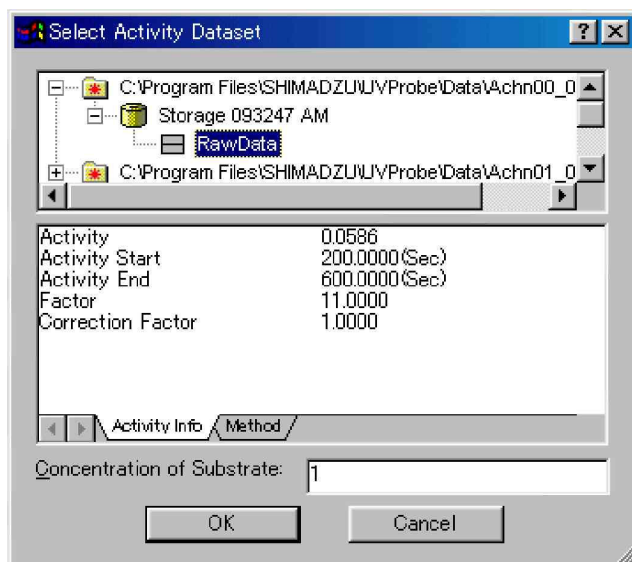 Select Activity Dataset
C:\Program Files\SHIMADZU\UVProbe\Data\Achn00_0
Storage 093247 AM
RawData
C:\Program Files\SHIMADZU\UVProbe\Data\Achn01_0
Activity 0.0586
Activity Start 200.0000(Sec)
Activity End 600.0000(Sec)
Factor 11.0000
Correction Factor 1.0000
Activity Info Method
Concentration of Substrate: 1
OK Cancel